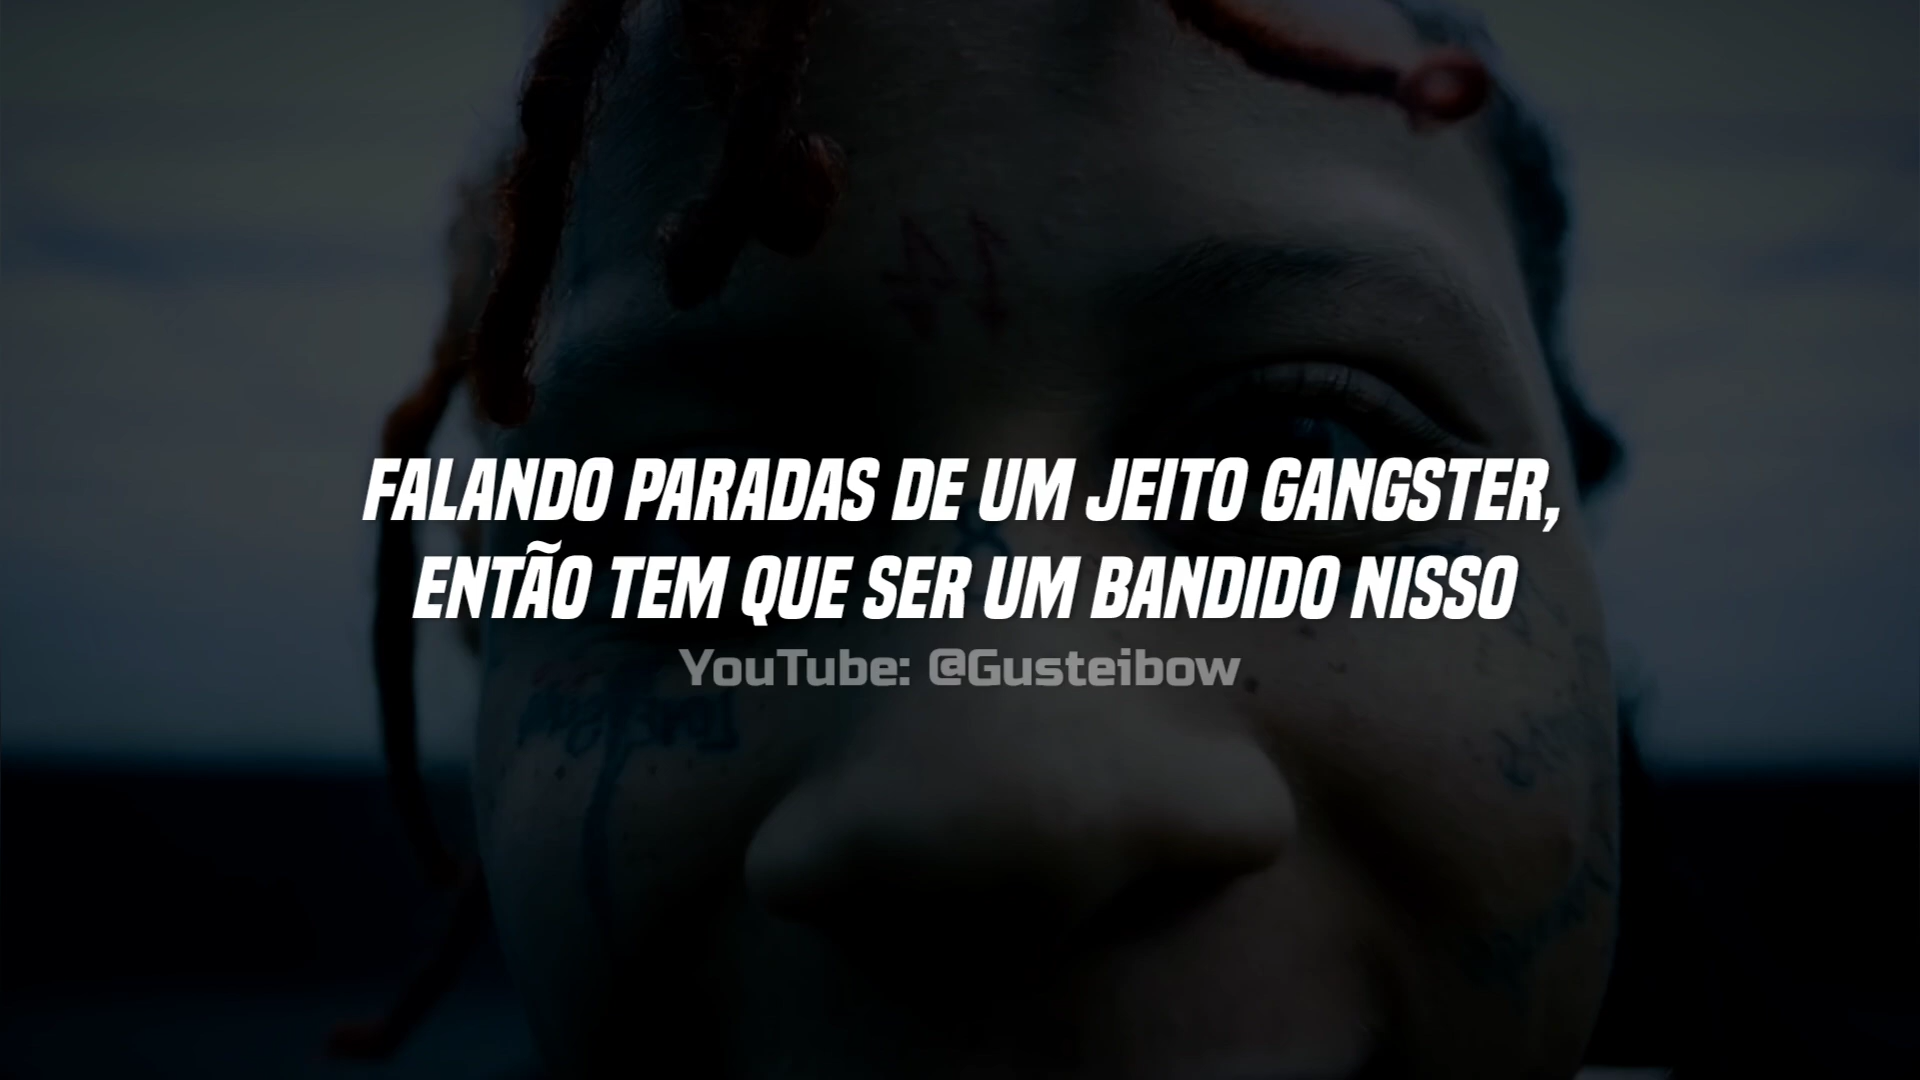 FALANDO PARADAS DE UM JEITO GANGSTER,
ENTÃO TEM QUE SER UM BANDIDO NISSO
YouTube: @Gusteibow